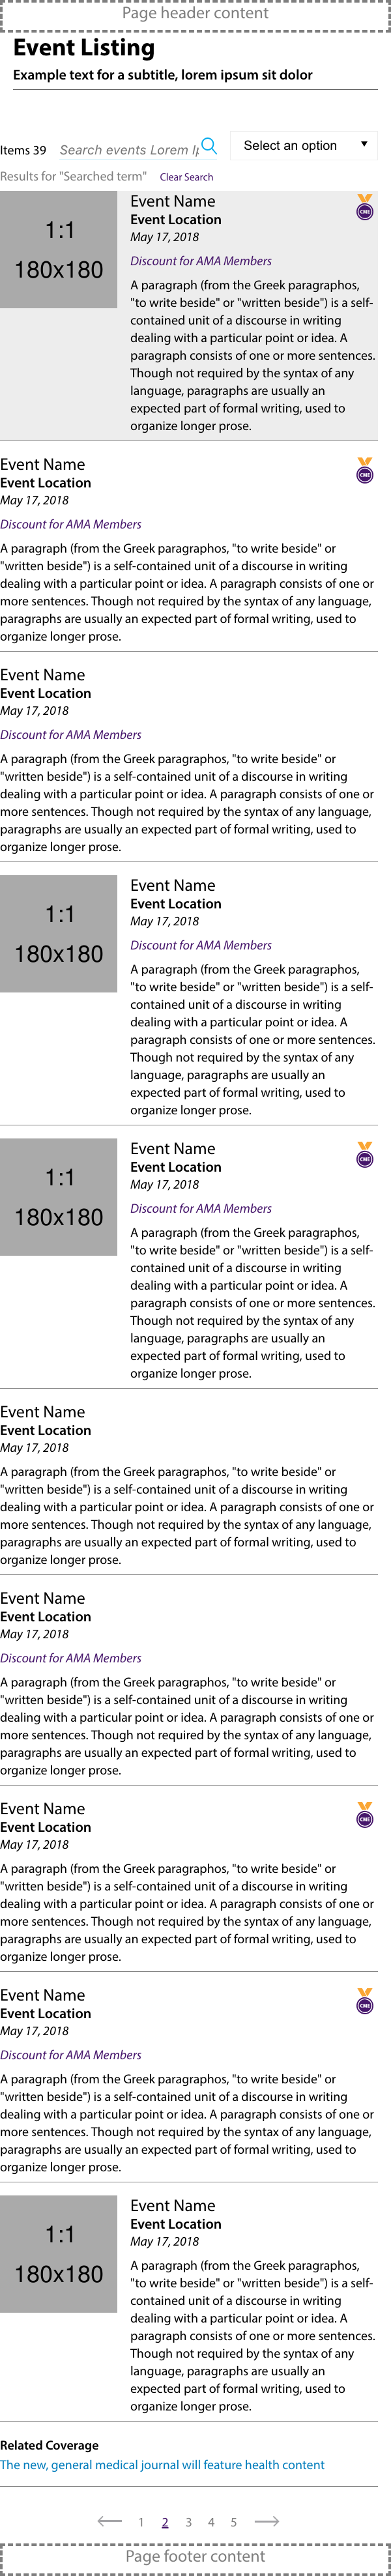 Page header content
Event Listing
Example text for a subtitle, lorem ipsum sit dolor
Items 39 Search events Lorem Ip Select an option
Results for "Searched term" Clear Search
1:1
180x180
Event Name
CME
Event Location
May 17, 2018
Discount for AMA Members
A paragraph (from the Greek paragraphos,
"to write beside" or "written beside") is a self-
contained unit of a discourse in writing
dealing with a particular point or idea. A
paragraph consists of one or more sentences.
Though not required by the syntax of any
language, paragraphs are usually an
expected part of formal writing, used to
organize longer prose.
Event Name
CME
Event Location
May 17, 2018
Discount for AMA Members
A paragraph (from the Greek paragraphos, "to write beside" or
"written beside") is a self-contained unit of a discourse in writing
dealing with a particular point or idea. A paragraph consists of one or
more sentences. Though not required by the syntax of any language,
paragraphs are usually an expected part of formal writing, used to
organize longer prose.
Event Name
Event Location
May 17, 2018
Discount for AMA Members
A paragraph (from the Greek paragraphos, "to write beside" or
"written beside") is a self-contained unit of a discourse in writing
dealing with a particular point or idea. A paragraph consists of one or
more sentences. Though not required by the syntax of any language,
paragraphs are usually an expected part of formal writing, used to
organize longer prose.
1:1
180x180
Event Name
Event Location
May 17, 2018
Discount for AMA Members
A paragraph (from the Greek paragraphos,
"to write beside" or "written beside") is a self-
contained unit of a discourse in writing
dealing with a particular point or idea. A
paragraph consists of one or more sentences.
Though not required by the syntax of any
language, paragraphs are usually an
expected part of formal writing, used to
organize longer prose.
1:1
180x180
Event Name
CME
Event Location
May 17, 2018
Discount for AMA Members
A paragraph (from the Greek paragraphos,
"to write beside" or "written beside") is a self-
contained unit of a discourse in writing
dealing with a particular point or idea. A
paragraph consists of one or more sentences.
Though not required by the syntax of any
language, paragraphs are usually an
expected part of formal writing, used to
organize longer prose.
Event Name
Event Location
May 17, 2018
A paragraph (from the Greek paragraphos, "to write beside" or
"written beside") is a self-contained unit of a discourse in writing
dealing with a particular point or idea. A paragraph consists of one or
more sentences. Though not required by the syntax of any language,
paragraphs are usually an expected part of formal writing, used to
organize longer prose.
Event Name
Event Location
May 17, 2018
Discount for AMA Members
A paragraph (from the Greek paragraphos, "to write beside" or
"written beside") is a self-contained unit of a discourse in writing
dealing with a particular point or idea. A paragraph consists of one or
more sentences. Though not required by the syntax of any language,
paragraphs are usually an expected part of formal writing, used to
organize longer prose.
Event Name
CME
Event Location
May 17, 2018
A paragraph (from the Greek paragraphos, "to write beside" or
"written beside") is a self-contained unit of a discourse in writing
dealing with a particular point or idea. A paragraph consists of one or
more sentences. Though not required by the syntax of any language,
paragraphs are usually an expected part of formal writing, used to
organize longer prose.
Event Name
CME
Event Location
May 17, 2018
Discount for AMA Members
A paragraph (from the Greek paragraphos, "to write beside" or
"written beside") is a self-contained unit of a discourse in writing
dealing with a particular point or idea. A paragraph consists of one or
more sentences. Though not required by the syntax of any language,
paragraphs are usually an expected part of formal writing, used to
organize longer prose.
1:1
180x180
Event Name
Event Location
May 17, 2018
A paragraph (from the Greek paragraphos,
"to write beside" or "written beside") is a self-
contained unit of a discourse in writing
dealing with a particular point or idea. A
paragraph consists of one or more sentences.
Though not required by the syntax of any
language, paragraphs are usually an
expected part of formal writing, used to
organize longer prose.
Related Coverage
The new, general medical journal will feature health content
1 2 3 4 5
Page footer content